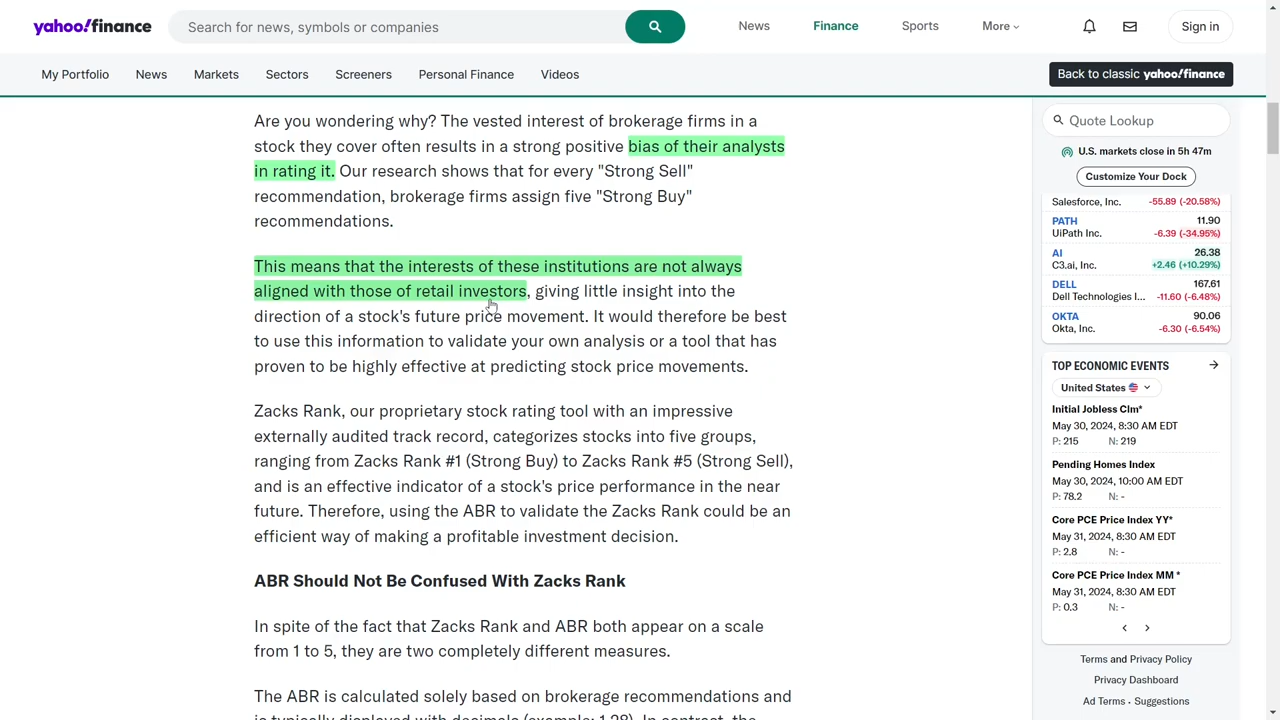 yahoo!finance
Search for news, symbols or companies
News
Finance
Sports
More
Sign in
My Portfolio
News
Markets
Sectors
Screeners
Personal Finance
Videos
Back to classic yahoo!finance
Are you wondering why? The vested interest of brokerage firms in a
stock they cover often results in a strong positive bias of their analysts
in rating it. Our research shows that for every "Strong Sell"
recommendation, brokerage firms assign five "Strong Buy"
recommendations.
This means that the interests of these institutions are not always
aligned with those of retail investors, giving little insight into the
direction of a stock's future price movement. It would therefore be best
to use this information to validate your own analysis or a tool that has
proven to be highly effective at predicting stock price movements.
Zacks Rank, our proprietary stock rating tool with an impressive
externally audited track record, categorizes stocks into five groups,
ranging from Zacks Rank #1 (Strong Buy) to Zacks Rank #5 (Strong Sell),
and is an effective indicator of a stock's price performance in the near
future. Therefore, using the ABR to validate the Zacks Rank could be an
efficient way of making a profitable investment decision.
ABR Should Not Be Confused With Zacks Rank
In spite of the fact that Zacks Rank and ABR both appear on a scale
from 1 to 5, they are two completely different measures.
The ABR is calculated solely based on brokerage recommendations and
is typically displayed with decimals (example: 1.28). In contrast, the
Quote Lookup
U.S. markets close in 5h 47m
Customize Your Dock
Salesforce, Inc. -55.89 (-20.58%)
PATH 11.90
UiPath Inc. -6.39 (-34.95%)
AI 26.38
C3.ai, Inc. +2.46 (+10.29%)
DELL 167.61
Dell Technologies I... -11.60 (-6.48%)
OKTA 90.06
Okta, Inc. -6.30 (-6.54%)
TOP ECONOMIC EVENTS
United States
Initial Jobless Clm*
May 30, 2024, 8:30 AM EDT
P: 215 N: 219
Pending Homes Index
May 30, 2024, 10:00 AM EDT
P: 78.2 N: -
Core PCE Price Index YY*
May 31, 2024, 8:30 AM EDT
P: 2.8 N: -
Core PCE Price Index MM *
May 31, 2024, 8:30 AM EDT
P: 0.3 N: -
Terms and Privacy Policy
Privacy Dashboard
Ad Terms • Suggestions